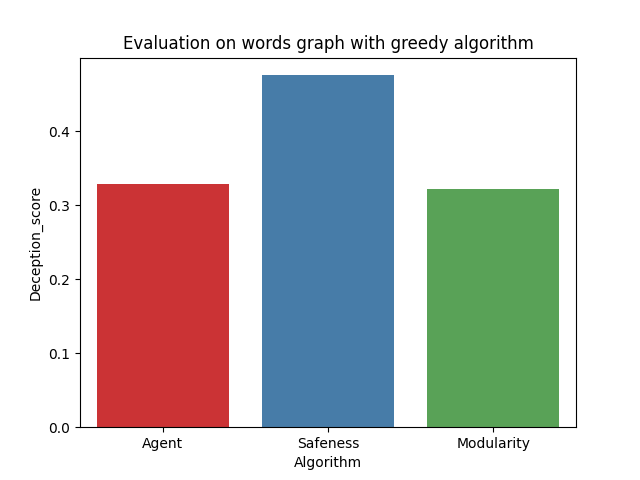 Evaluation on words graph with greedy algorithm
0.4
0.3
0.2
0.1
0.0
Deception_score
Agent
Safeness
Modularity
Algorithm